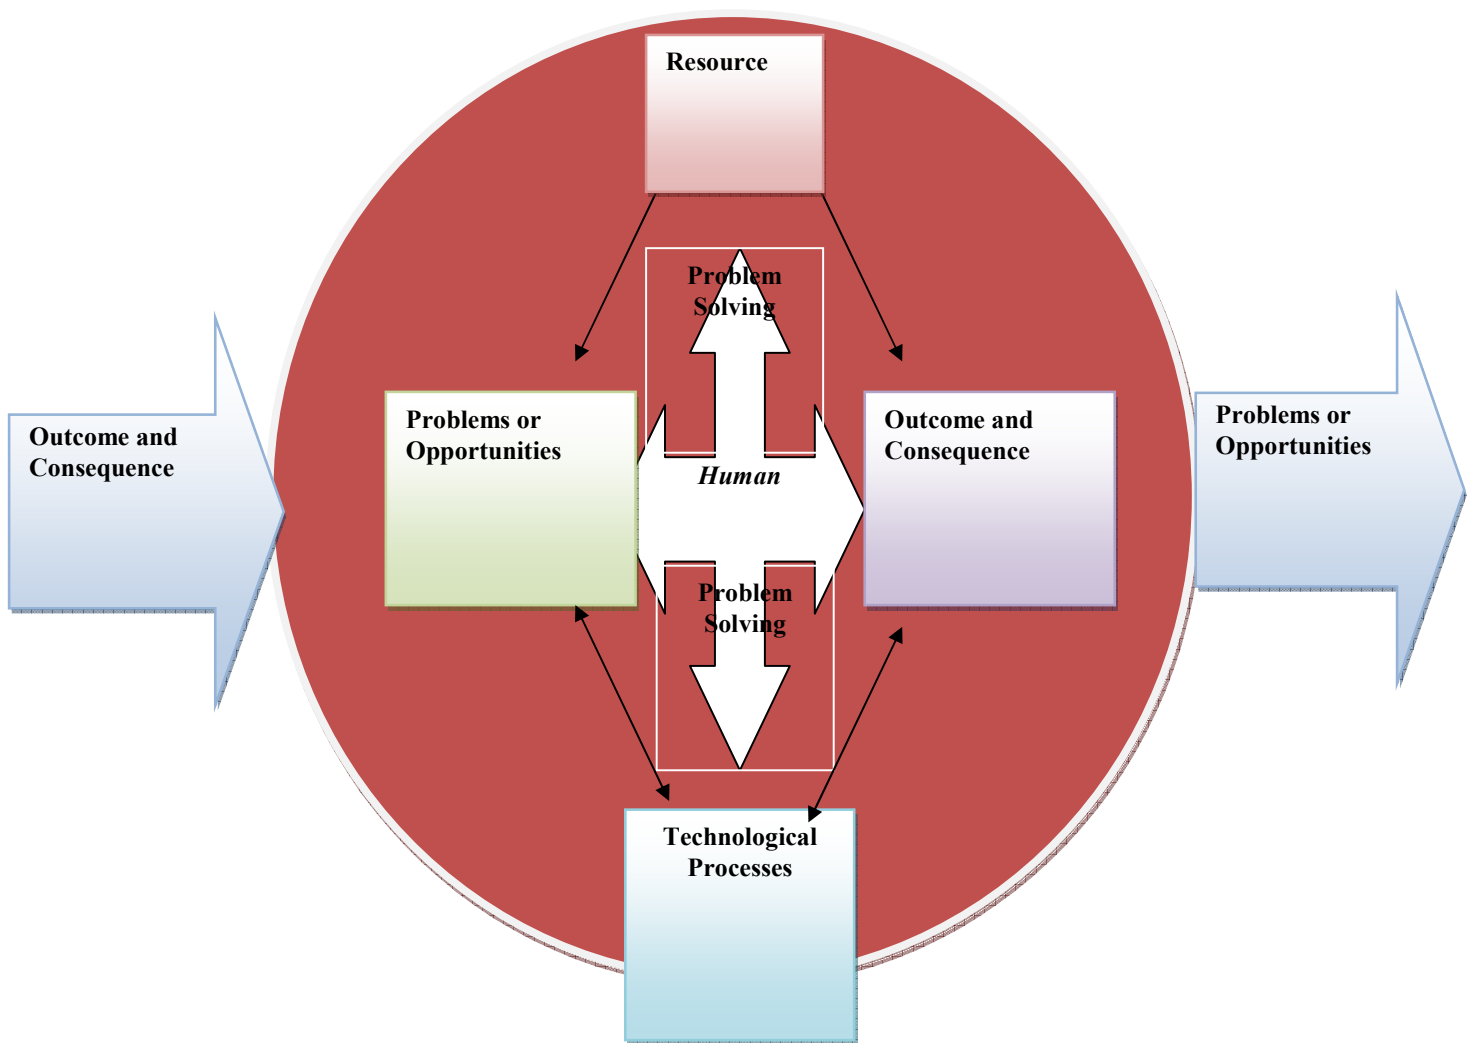 Resource
Problem
Solving
Outcome and
Consequence
Problems or
Opportunities
Human
Outcome and
Consequence
Problems or
Opportunities
Problem
Solving
Technological
Processes